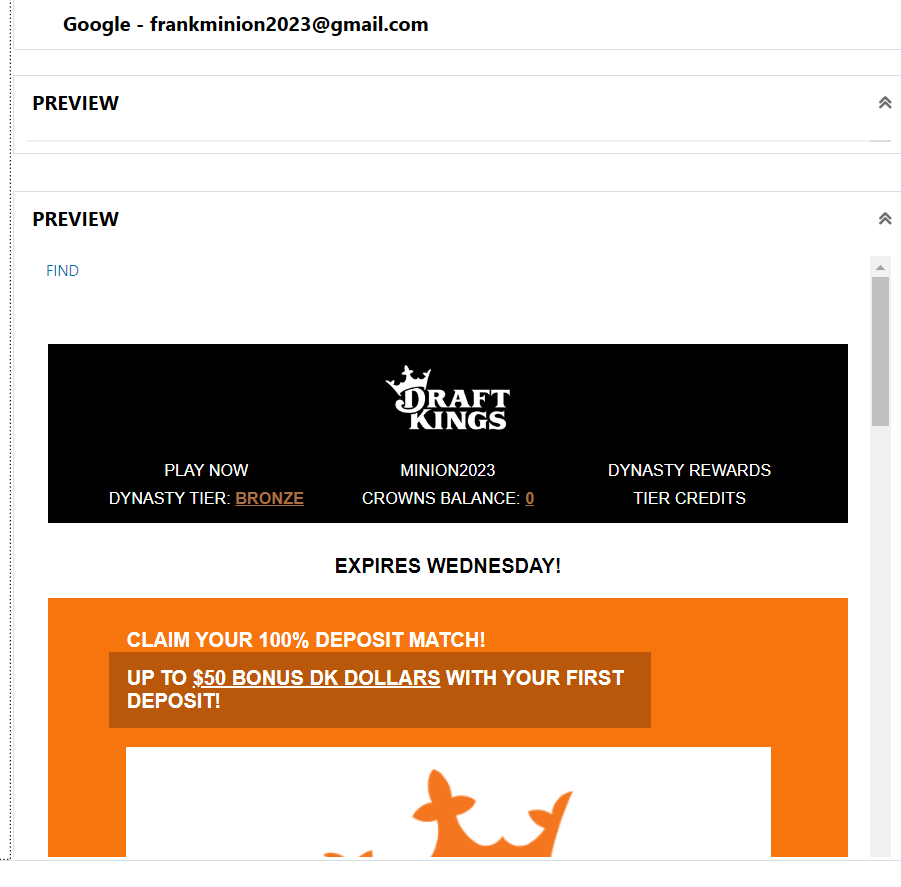 Google - frankminion2023@gmail.com
PREVIEW
PREVIEW
FIND
DRAFT
KINGS
PLAY NOW
MINION2023
DYNASTY REWARDS
DYNASTY TIER: BRONZE
CROWNS BALANCE: 0
TIER CREDITS
EXPIRES WEDNESDAY!
CLAIM YOUR 100% DEPOSIT MATCH!
UP TO $50 BONUS DK DOLLARS WITH YOUR FIRST
DEPOSIT!